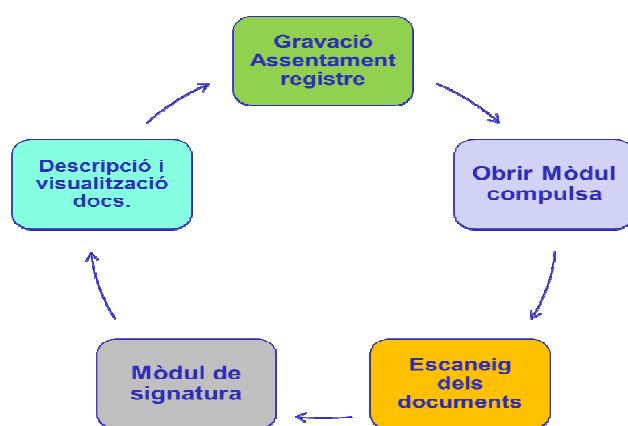 Gravació
Assentament
registre
Obrir Mòdul
compulsa
Escaneig
dels
documents
Mòdul de
signatura
Descripció i
visualització
docs.